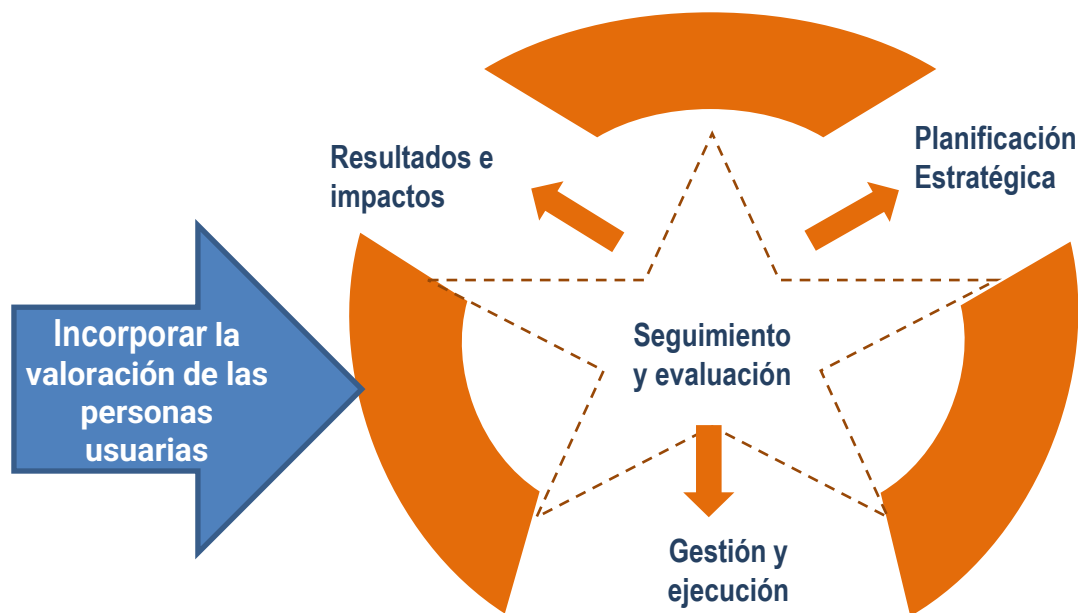 Resultados e
impactos
Planificación
Estratégica
Incorporar la
valoración de las
personas
usuarias
Seguimiento
y evaluación
Gestión y
ejecución